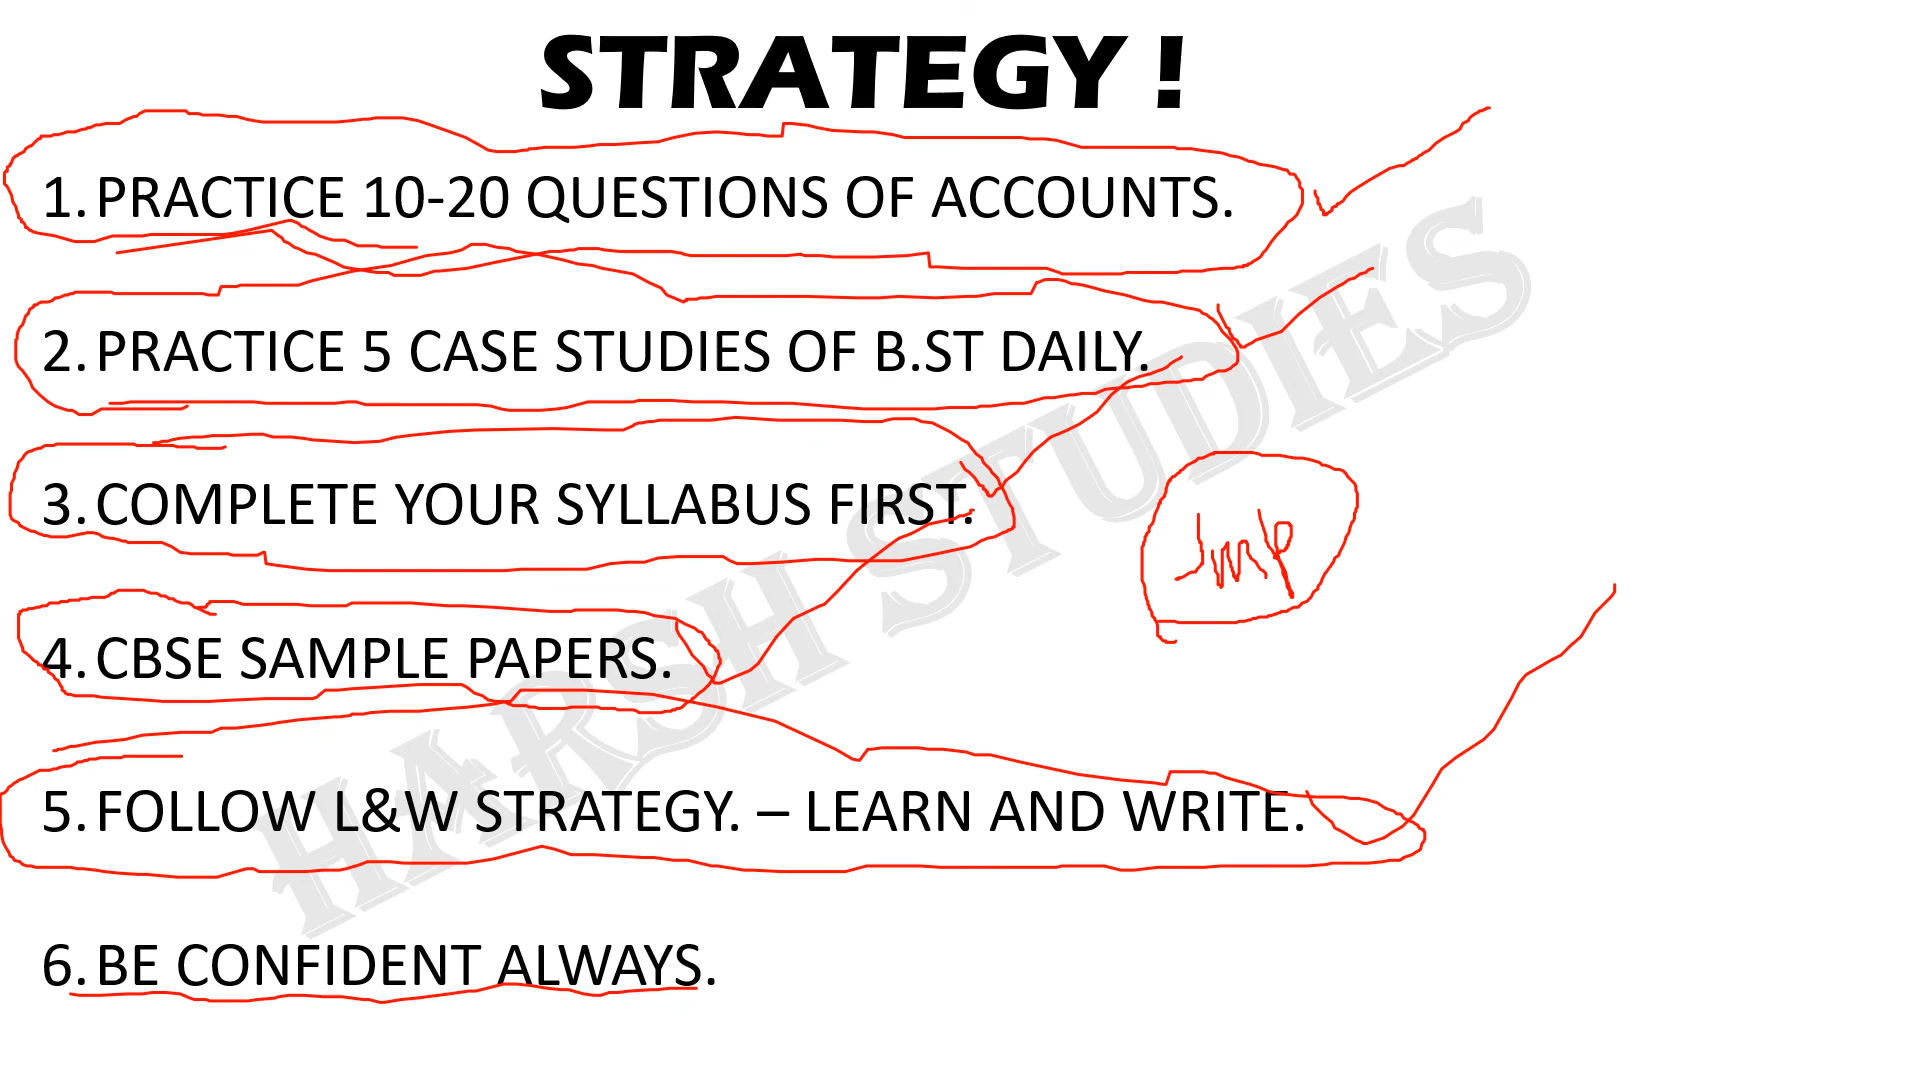 STRATEGY !
1. PRACTICE 10-20 QUESTIONS OF ACCOUNTS.
2. PRACTICE 5 CASE STUDIES OF B.ST DAILY.
3. COMPLETE YOUR SYLLABUS FIRST.
Imp
4. CBSE SAMPLE PAPERS.
5. FOLLOW L&W STRATEGY. – LEARN AND WRITE.
6. BE CONFIDENT ALWAYS.
HARSH STUDIES